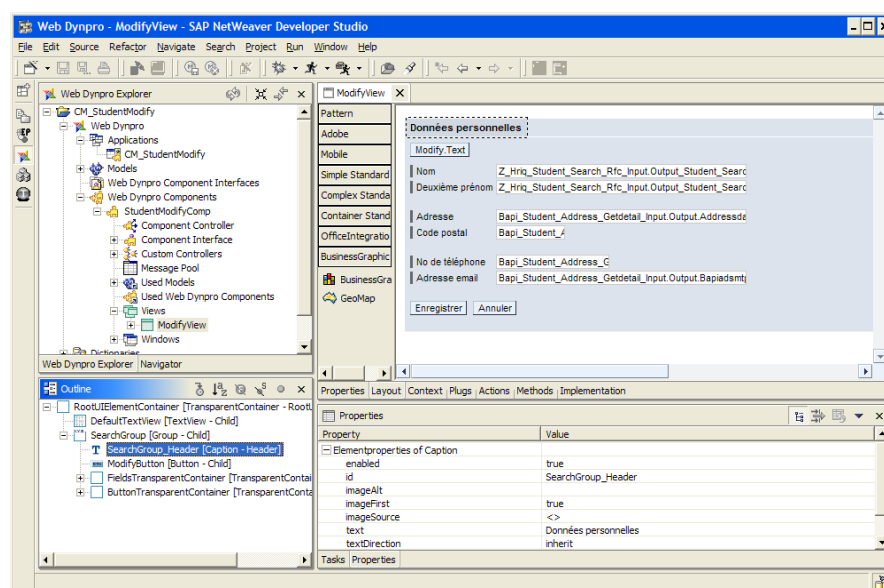 Web Dynpro - ModifyView - SAP NetWeaver Developer Studio
File Edit Source Refactor Navigate Search Project Run Window Help
Web Dynpro Explorer
CM_StudentModify
Web Dynpro
Applications
CM_StudentModify
Models
Web Dynpro Component Interfaces
Web Dynpro Components
StudentModifyComp
Component Controller
Component Interface
Custom Controllers
Message Pool
Used Models
Used Web Dynpro Components
Views
ModifyView
Windows
Dictionaries
Web Dynpro Explorer Navigator
ModifyView
Pattern
Adobe
Mobile
Simple Standard
Complex Standa
Container Stand
OfficeIntegratio
BusinessGraphic
BusinessGra
GeoMap
Données personnelles
Modify.Text
Nom Z_Hriq_Student_Search_Rfc_Input.Output_Student_Searc
Deuxième prénom Z_Hriq_Student_Search_Rfc_Input.Output_Student_Searc
Adresse Bapi_Student_Address_Getdetail_Input.Output.Addressda
Code postal Bapi_Student_A
No de téléphone Bapi_Student_Address_G
Adresse email Bapi_Student_Address_Getdetail_Input.Output.Bapiadsmtp
Enregistrer Annuler
Properties Layout Context Plugs Actions Methods Implementation
Outline
RootUIElementContainer [TransparentContainer - RootU
DefaultTextView [TextView - Child]
SearchGroup [Group - Child]
SearchGroup_Header [Caption - Header]
ModifyButton [Button - Child]
FieldsTransparentContainer [TransparentContai
ButtonTransparentContainer [TransparentConta
Properties
Property Value
Elementproperties of Caption
enabled true
id SearchGroup_Header
imageAlt
imageFirst true
imageSource <>
text Données personnelles
textDirection inherit
Tasks Properties